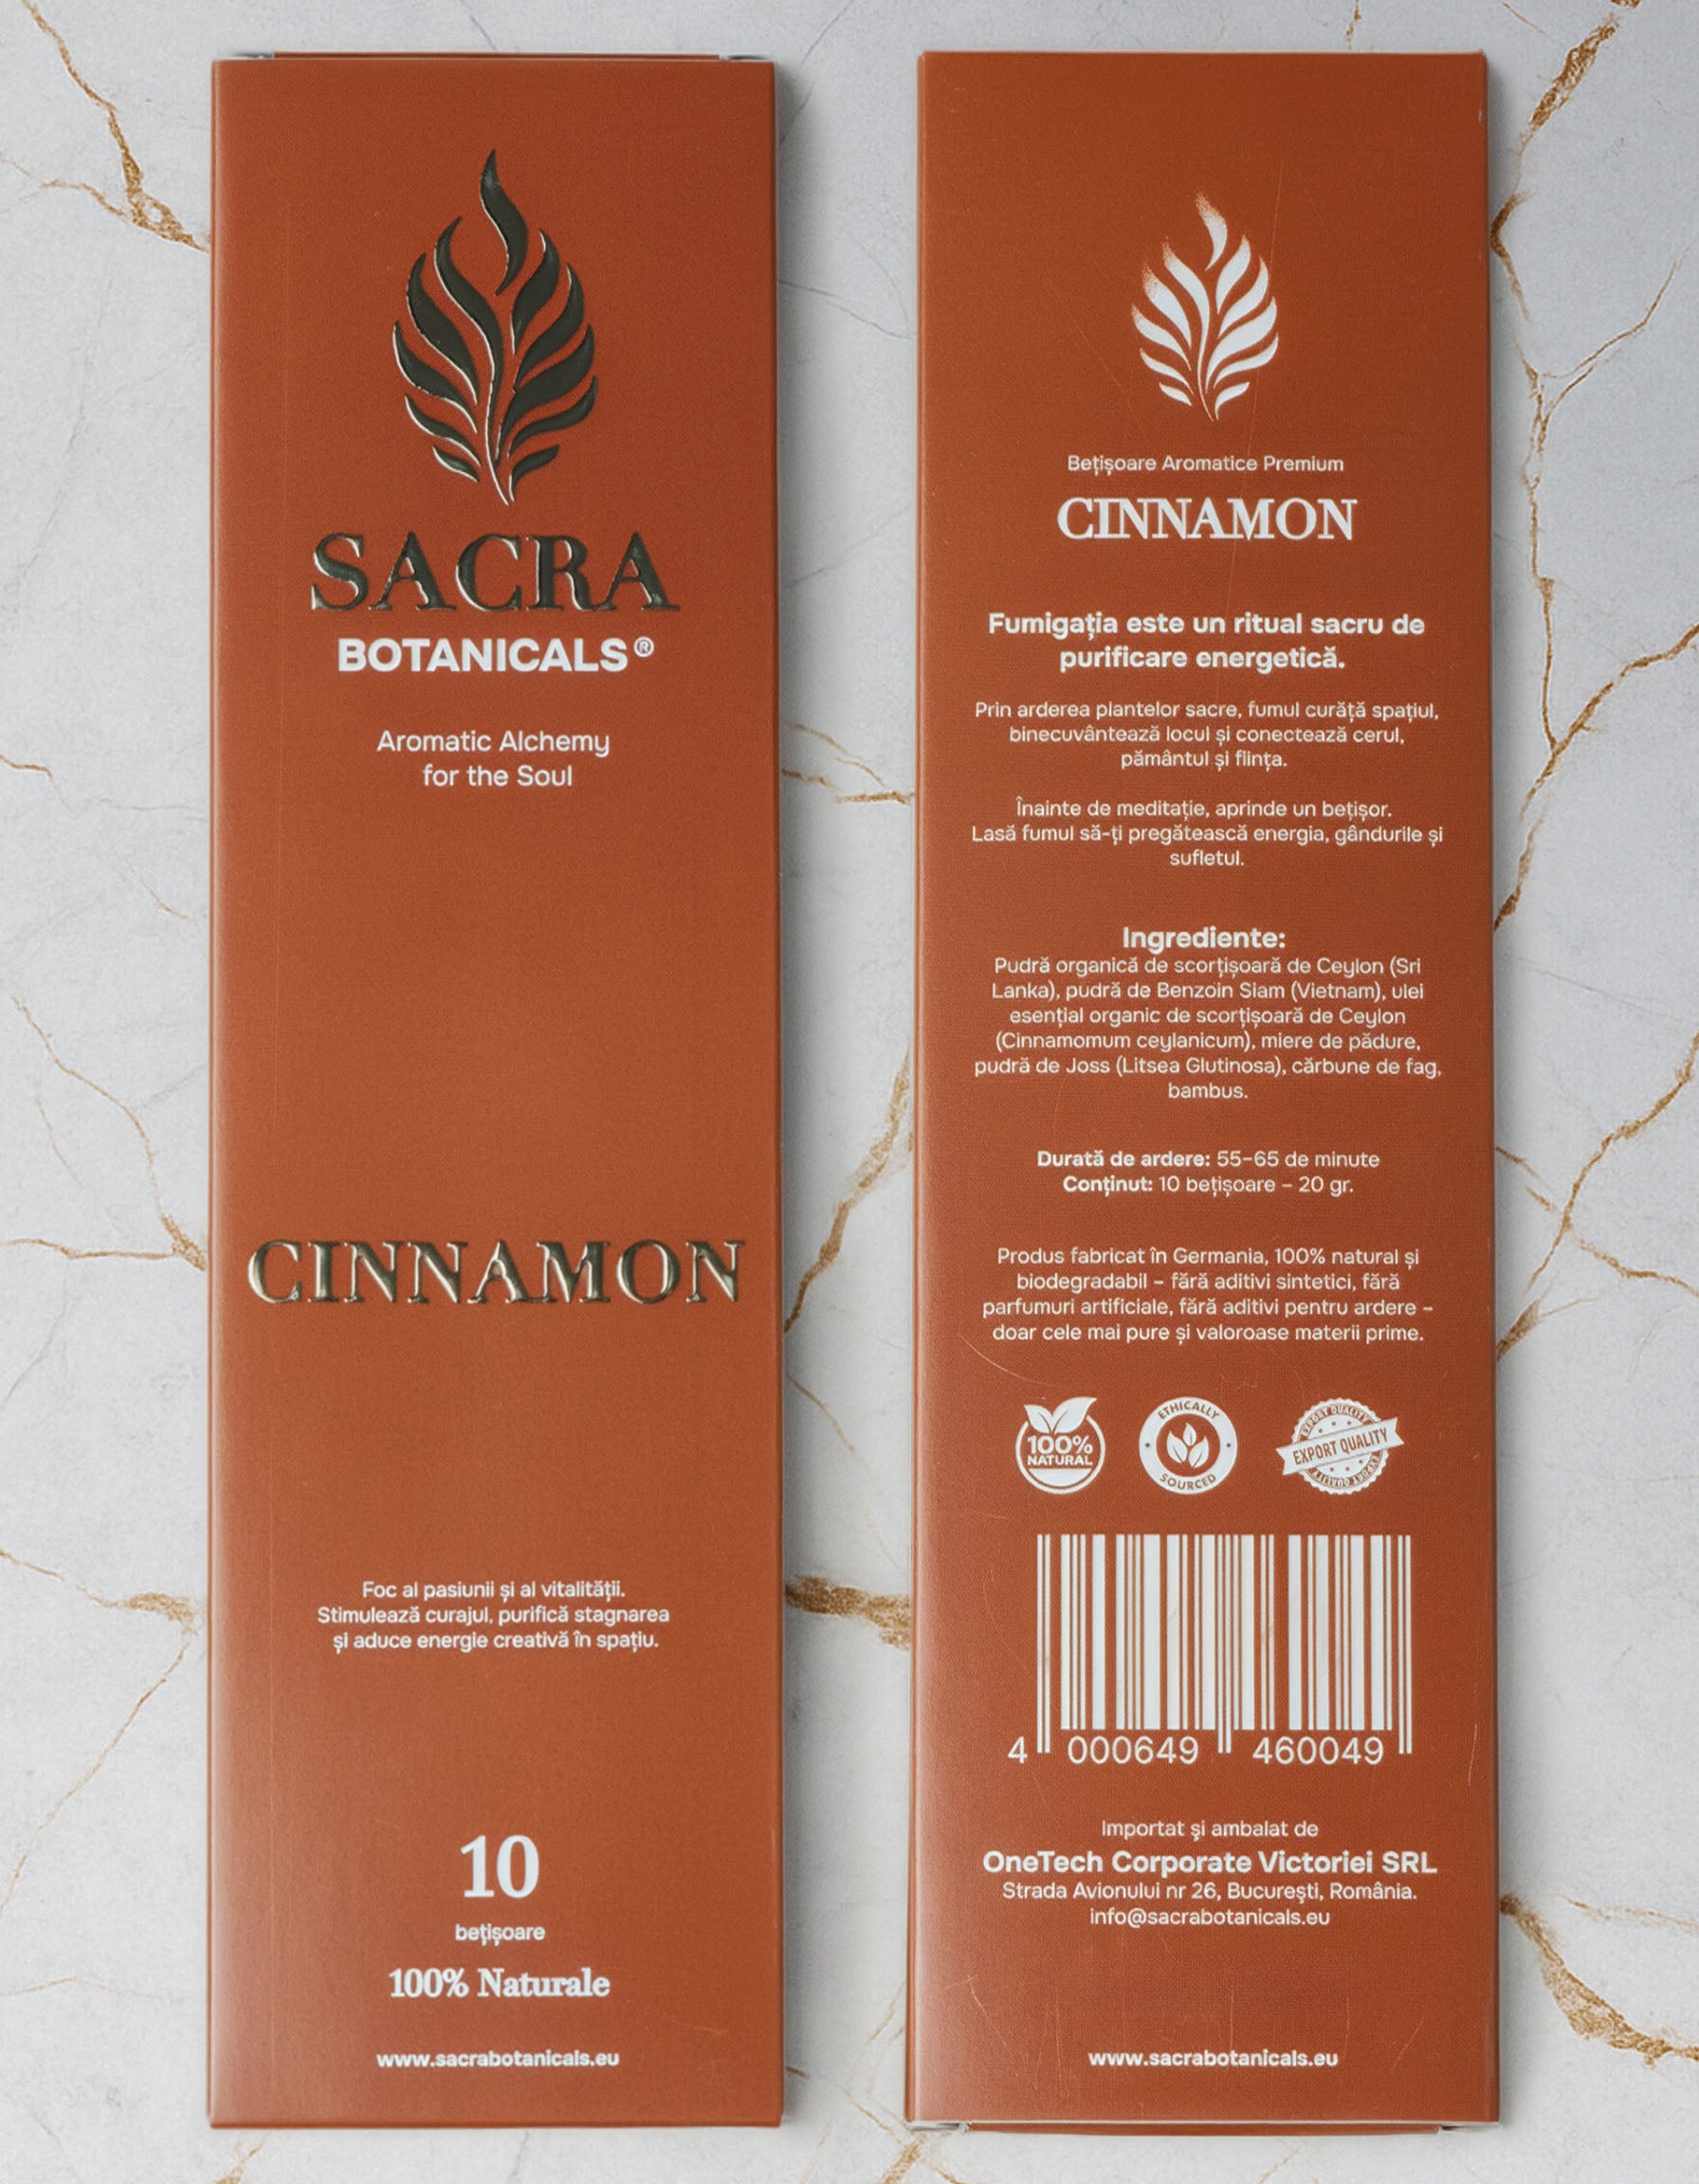 SACRA
BOTANICALS®
Aromatic Alchemy
for the Soul
CINNAMON
Foc al pasiunii și al vitalității.
Stimulează curajul, purifică stagnarea
și aduce energie creativă în spațiu.
10
bețișoare
100% Naturale
www.sacrabotanicals.eu
Bețișoare Aromatice Premium
CINNAMON
Fumigația este un ritual sacru de
purificare energetică.
Prin arderea plantelor sacre, fumul curăță spațiul,
binecuvântează locul și conectează cerul,
pământul și ființa.
Înainte de meditație, aprinde un bețișor.
Lasă fumul să-ți pregătească energia, gândurile și
sufletul.
Ingrediente:
Pudră organică de scorțișoară de Ceylon (Sri
Lanka), pudră de Benzoin Siam (Vietnam), ulei
esențial organic de scorțișoară de Ceylon
(Cinnamomum ceylanicum), miere de pădure,
pudră de Joss (Litsea Glutinosa), cărbune de fag,
bambus.
Durată de ardere: 55-65 de minute
Conținut: 10 bețișoare – 20 gr.
Produs fabricat în Germania, 100% natural și
biodegradabil – fără aditivi sintetici, fără
parfumuri artificiale, fără aditivi pentru ardere –
doar cele mai pure și valoroase materii prime.
100%
NATURAL
ETHICALLY
SOURCED
EXPORT QUALITY
EXPORT QUALITY
EXPORT QUALITY
4 000649 460049
Importat şi ambalat de
OneTech Corporate Victoriei SRL
Strada Avionului nr 26, Bucureşti, România.
info@sacrabotanicals.eu
www.sacrabotanicals.eu